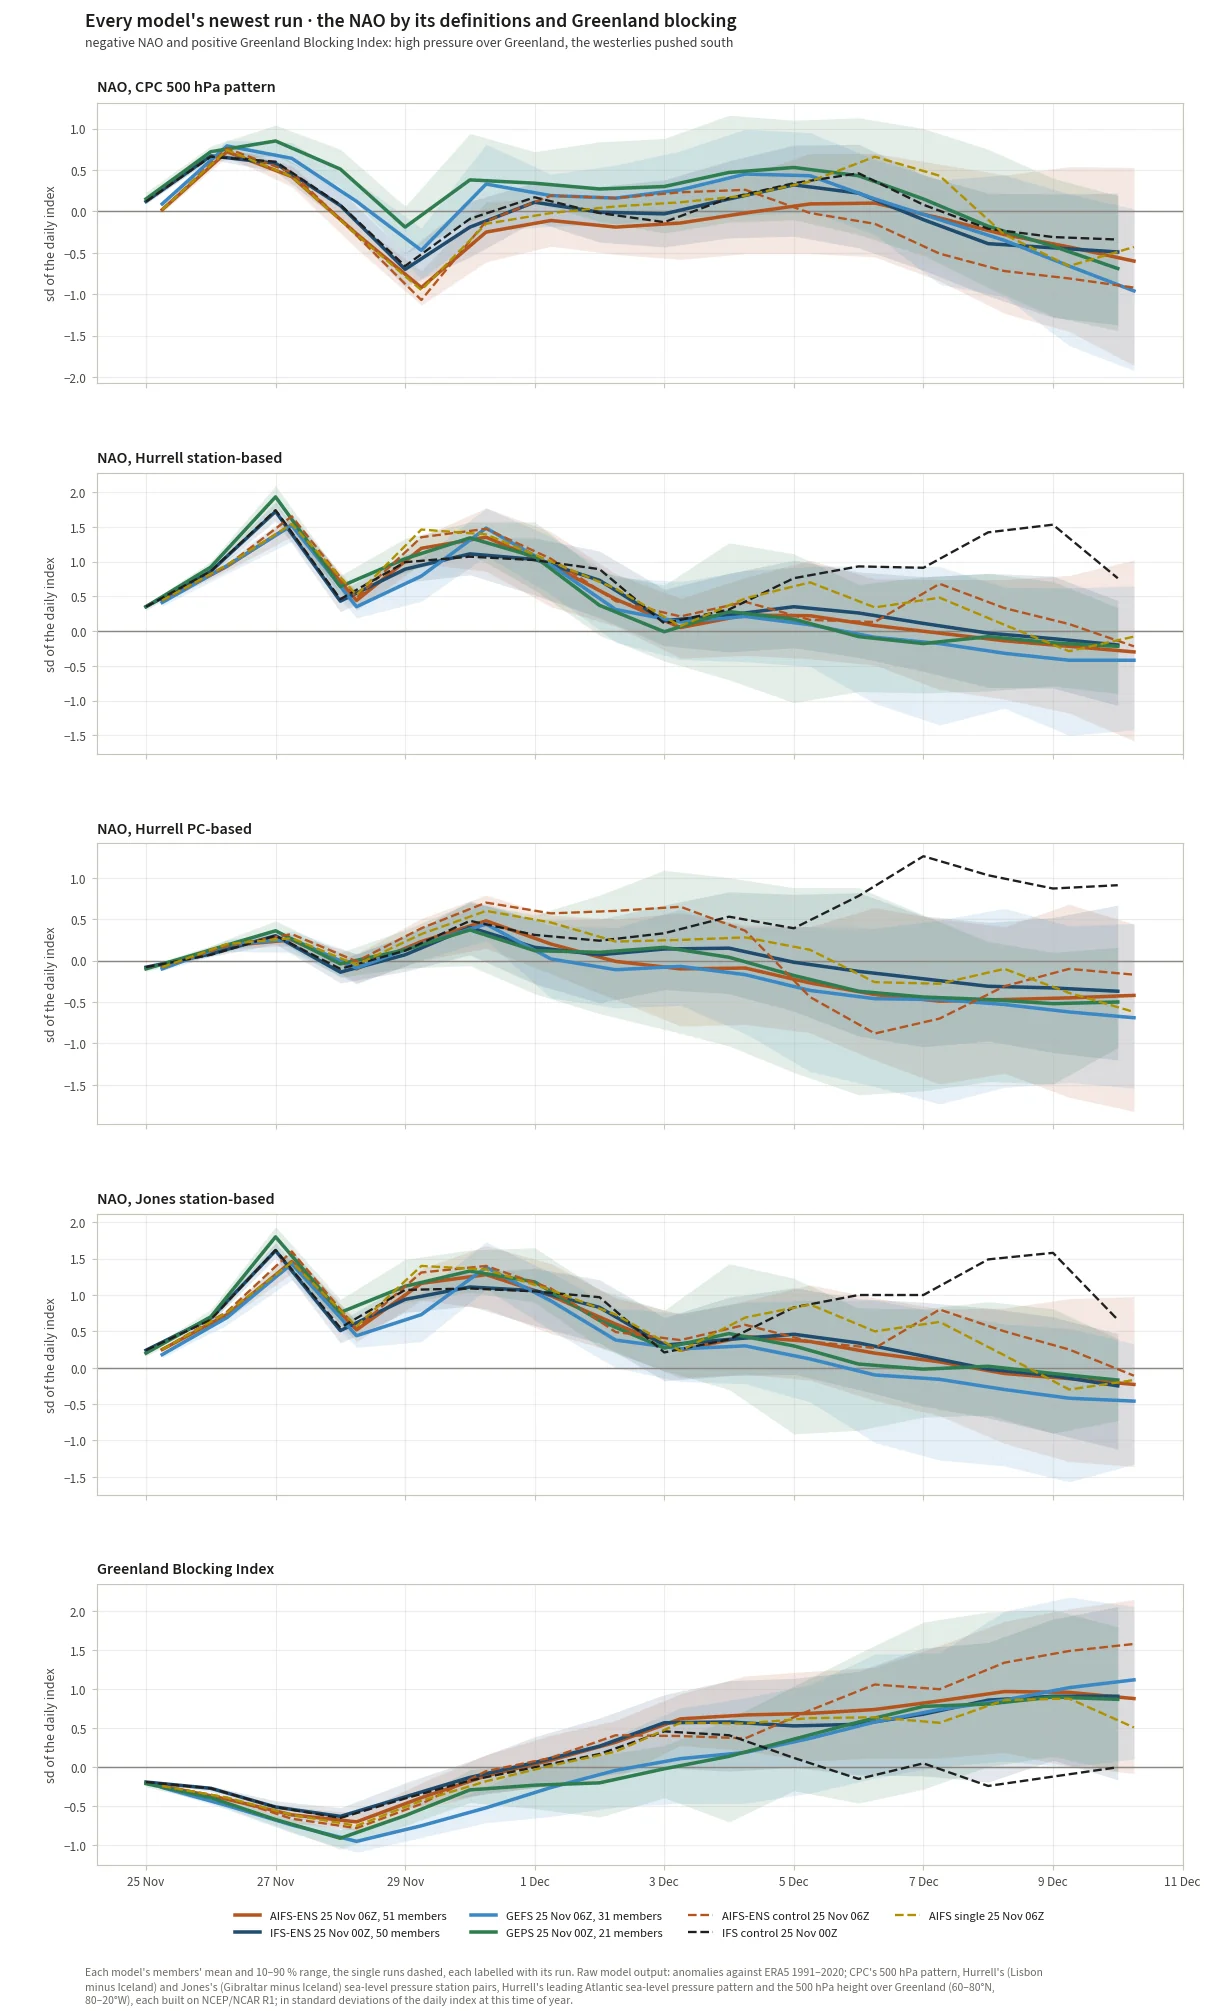 Every model's newest run · the NAO by its definitions and Greenland blocking
negative NAO and positive Greenland Blocking Index: high pressure over Greenland, the westerlies pushed south
NAO, CPC 500 hPa pattern
1.0
0.5
0.0
−0.5
−1.0
−1.5
−2.0
sd of the daily index
NAO, Hurrell station-based
2.0
1.5
1.0
0.5
0.0
−0.5
−1.0
−1.5
sd of the daily index
NAO, Hurrell PC-based
1.0
0.5
0.0
−0.5
−1.0
−1.5
sd of the daily index
NAO, Jones station-based
2.0
1.5
1.0
0.5
0.0
−0.5
−1.0
−1.5
sd of the daily index
Greenland Blocking Index
2.0
1.5
1.0
0.5
0.0
−0.5
−1.0
sd of the daily index
25 Nov 27 Nov 29 Nov 1 Dec 3 Dec 5 Dec 7 Dec 9 Dec 11 Dec
AIFS-ENS 25 Nov 06Z, 51 members GEFS 25 Nov 06Z, 31 members AIFS-ENS control 25 Nov 06Z AIFS single 25 Nov 06Z
IFS-ENS 25 Nov 00Z, 50 members GEPS 25 Nov 00Z, 21 members IFS control 25 Nov 00Z
Each model's members' mean and 10–90 % range, the single runs dashed, each labelled with its run. Raw model output: anomalies against ERA5 1991–2020; CPC's 500 hPa pattern, Hurrell's (Lisbon
minus Iceland) and Jones's (Gibraltar minus Iceland) sea-level pressure station pairs, Hurrell's leading Atlantic sea-level pressure pattern and the 500 hPa height over Greenland (60–80°N,
80–20°W), each built on NCEP/NCAR R1; in standard deviations of the daily index at this time of year.